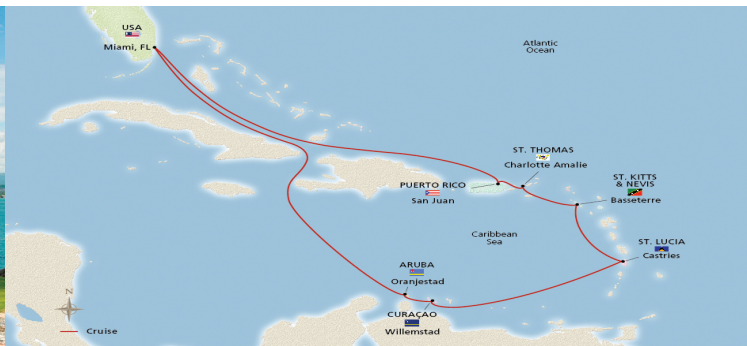 USA
Miami, FL
Atlantic
Ocean
ST. THOMAS
Charlotte Amalie
ST. KITTS
& NEVIS
Basseterre
PUERTO RICO
San Juan
Caribbean
Sea
ST. LUCIA
Castries
ARUBA
Oranjestad
CURAÇAO
Willemstad
N
Cruise